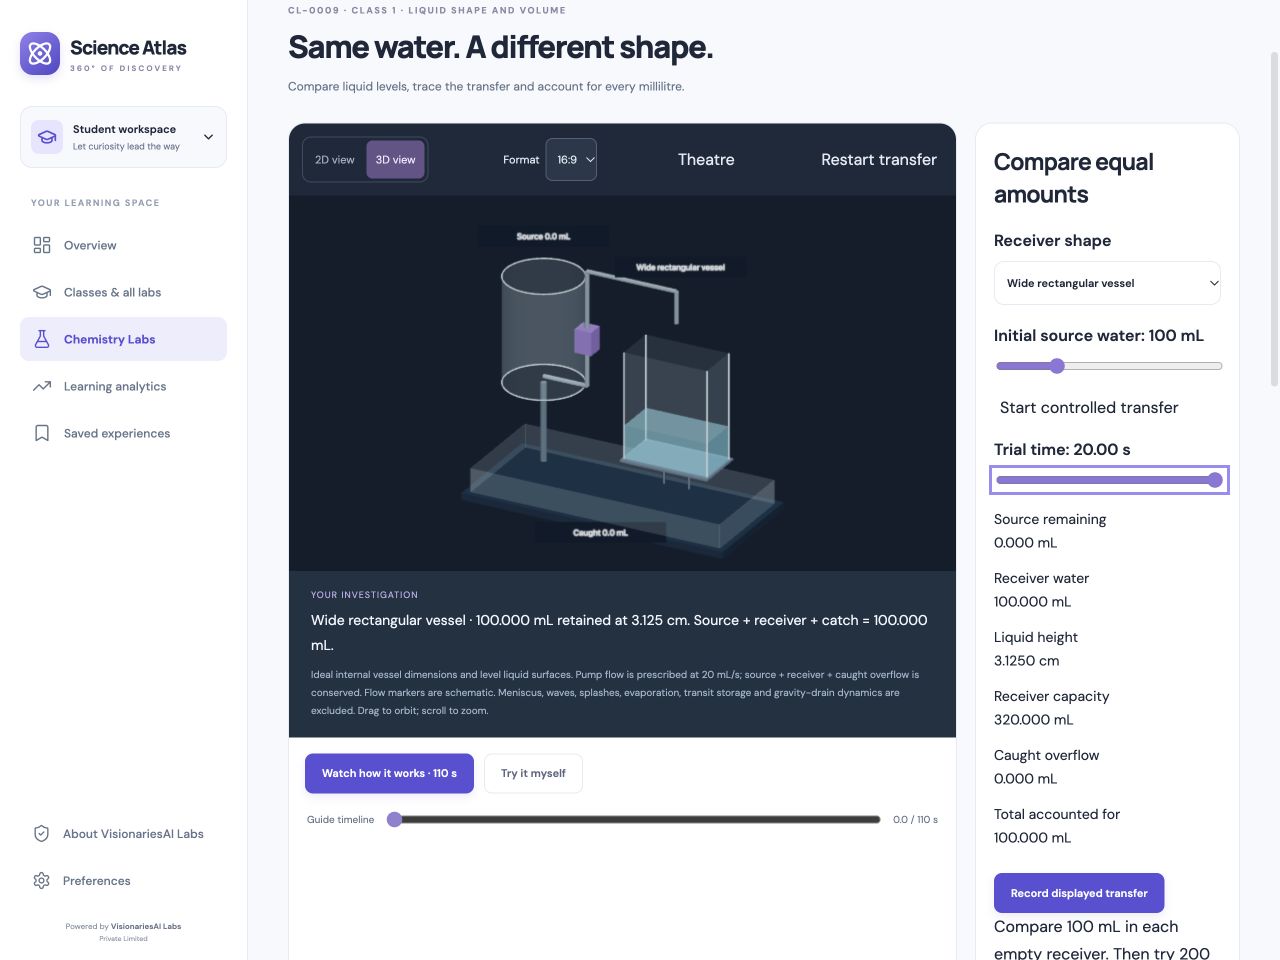 CL-0009 · CLASS 1 · LIQUID SHAPE AND VOLUME
Same water. A different shape.
Compare liquid levels, trace the transfer and account for every millilitre.
Science Atlas
360° OF DISCOVERY
Student workspace
Let curiosity lead the way
YOUR LEARNING SPACE
Overview
Classes & all labs
Chemistry Labs
Learning analytics
Saved experiences
About VisionariesAI Labs
Preferences
Powered by VisionariesAI Labs
Private Limited
2D view
3D view
Format
16:9
Theatre
Restart transfer
Source 0.0 mL
Wide rectangular vessel
Caught 0.0 mL
YOUR INVESTIGATION
Wide rectangular vessel · 100.000 mL retained at 3.125 cm. Source + receiver + catch = 100.000
mL.
Ideal internal vessel dimensions and level liquid surfaces. Pump flow is prescribed at 20 mL/s; source + receiver + caught overflow is
conserved. Flow markers are schematic. Meniscus, waves, splashes, evaporation, transit storage and gravity-drain dynamics are
excluded. Drag to orbit; scroll to zoom.
Watch how it works · 110 s
Try it myself
Guide timeline
0.0 / 110 s
Compare equal
amounts
Receiver shape
Wide rectangular vessel
Initial source water: 100 mL
Start controlled transfer
Trial time: 20.00 s
Source remaining
0.000 mL
Receiver water
100.000 mL
Liquid height
3.1250 cm
Receiver capacity
320.000 mL
Caught overflow
0.000 mL
Total accounted for
100.000 mL
Record displayed transfer
Compare 100 mL in each
empty receiver. Then try 200